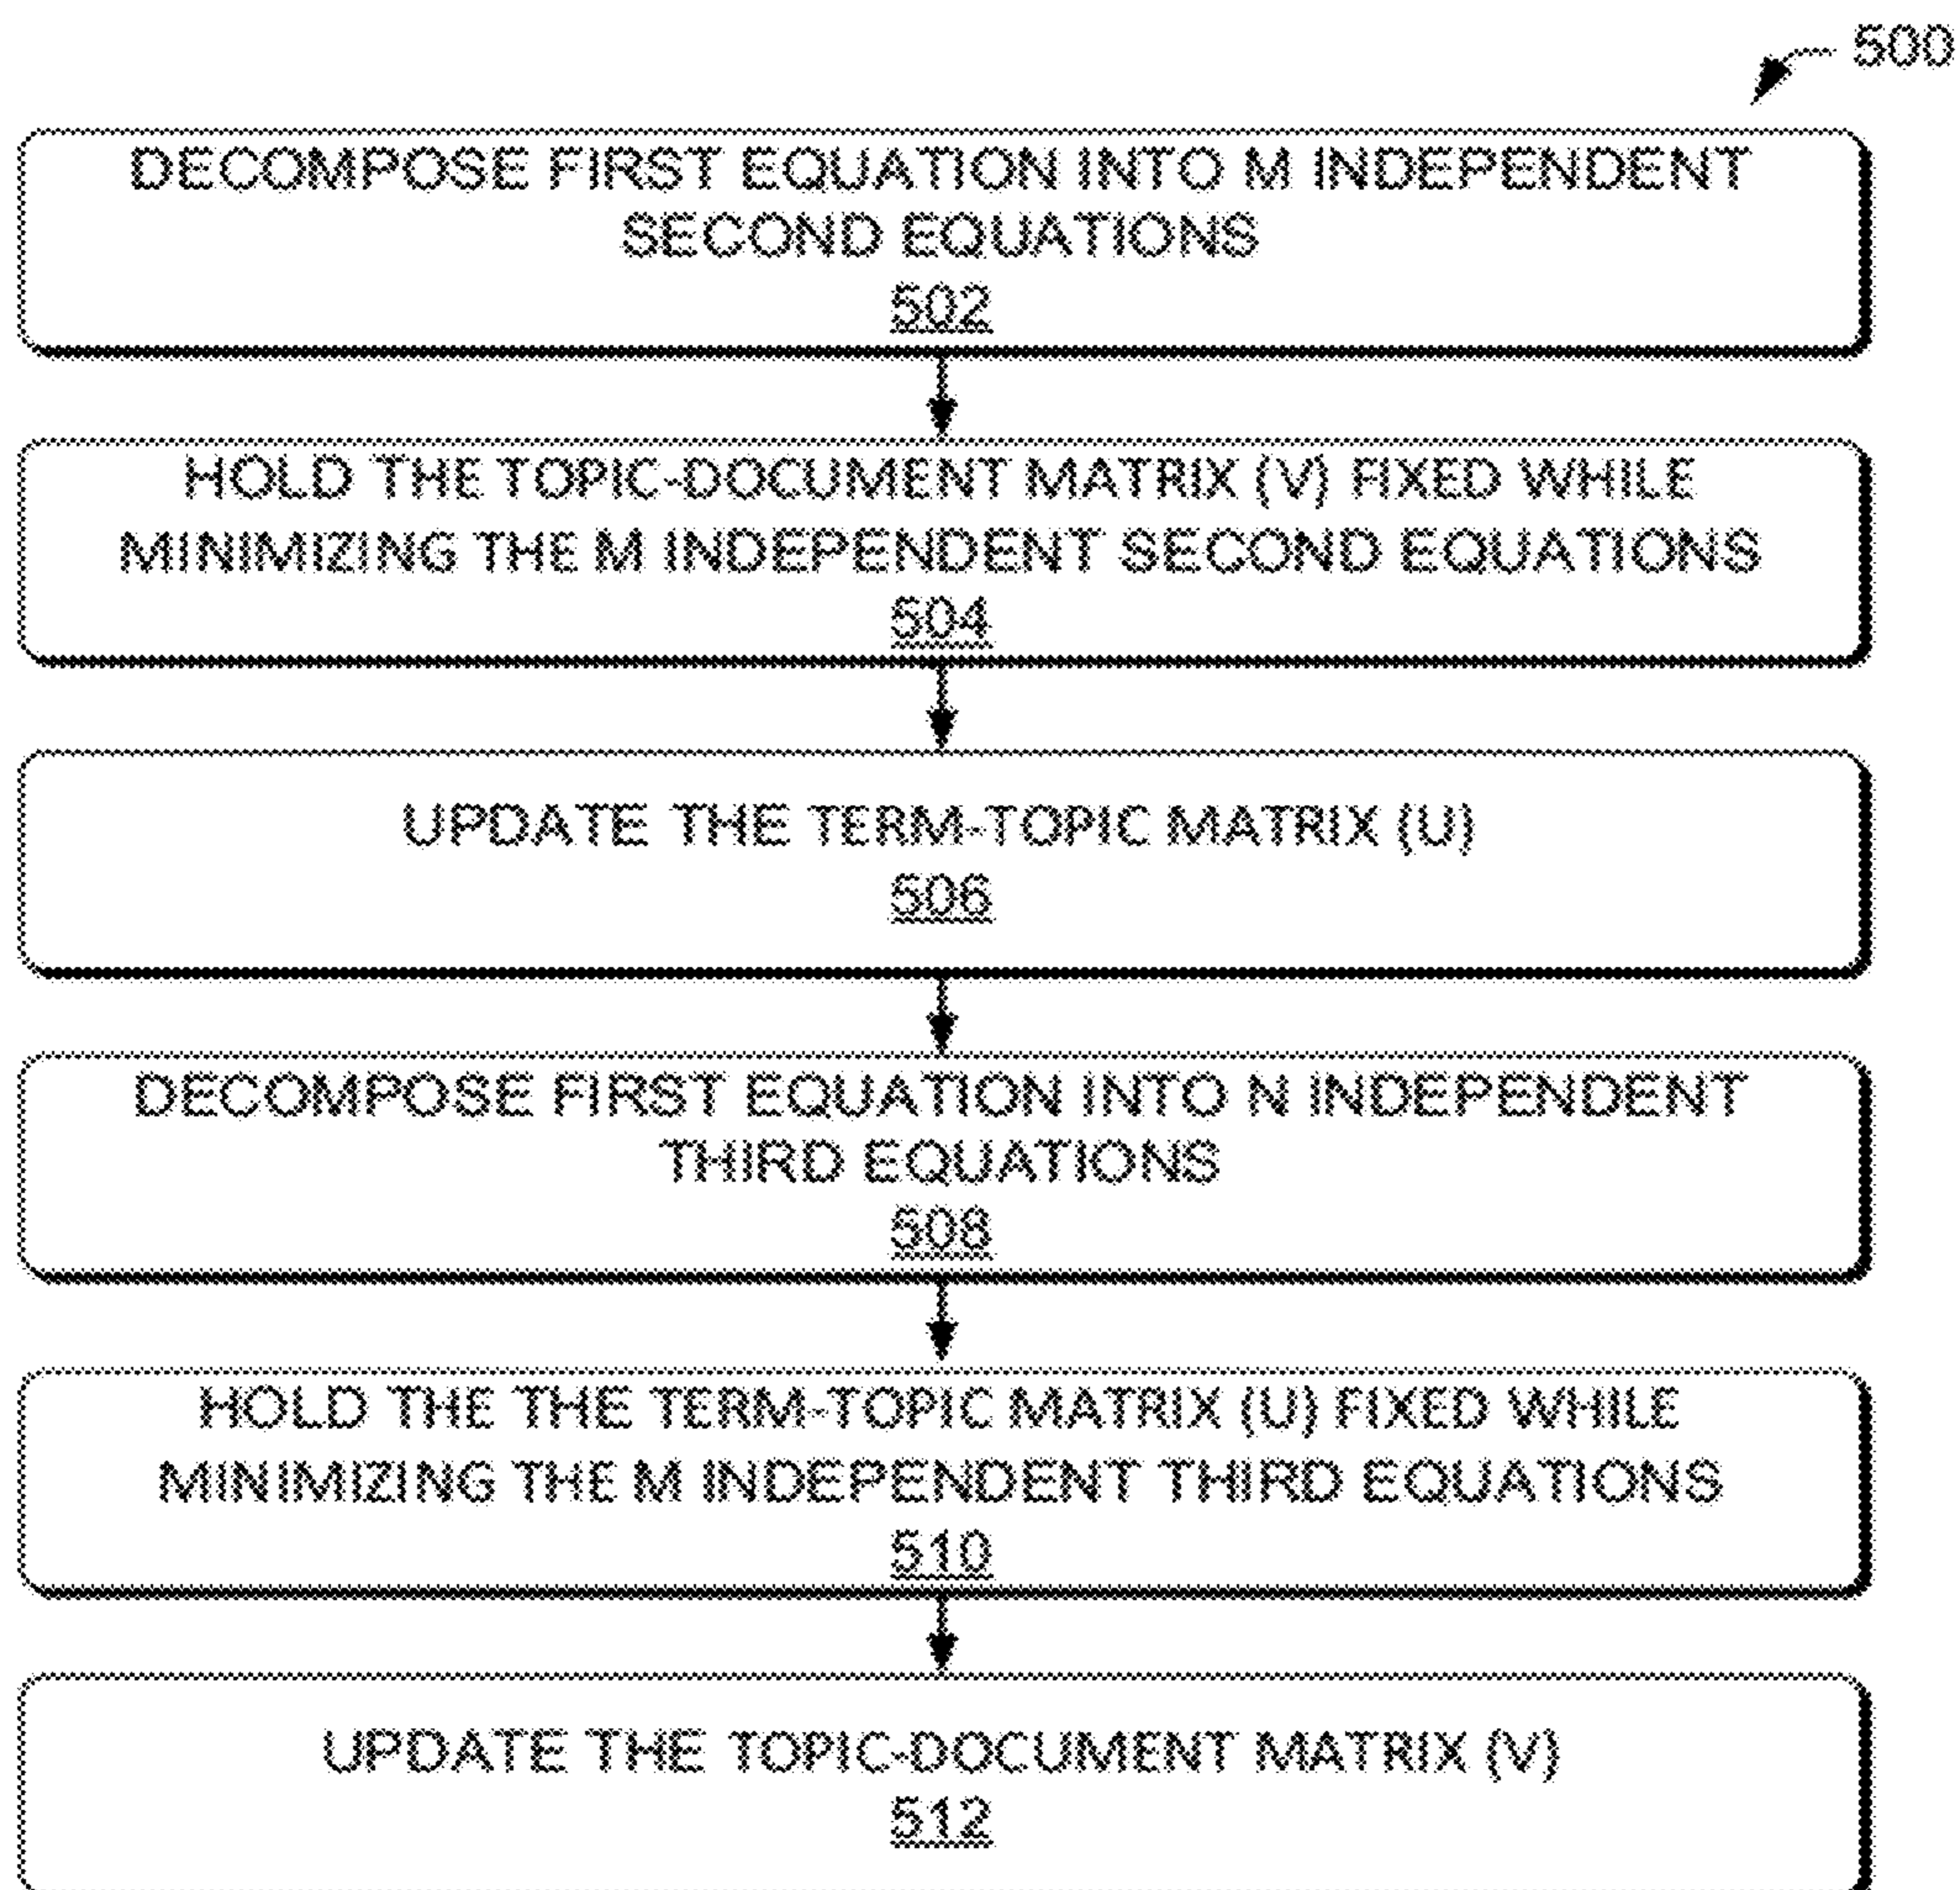 500
DECOMPOSE FIRST EQUATION INTO M INDEPENDENT
SECOND EQUATIONS
502
HOLD THE TOPIC-DOCUMENT MATRIX (V) FIXED WHILE
MINIMIZING THE M INDEPENDENT SECOND EQUATIONS
504
UPDATE THE TERM-TOPIC MATRIX (U)
506
DECOMPOSE FIRST EQUATION INTO N INDEPENDENT
THIRD EQUATIONS
508
HOLD THE THE TERM-TOPIC MATRIX (U) FIXED WHILE
MINIMIZING THE M INDEPENDENT THIRD EQUATIONS
510
UPDATE THE TOPIC-DOCUMENT MATRIX (V)
512